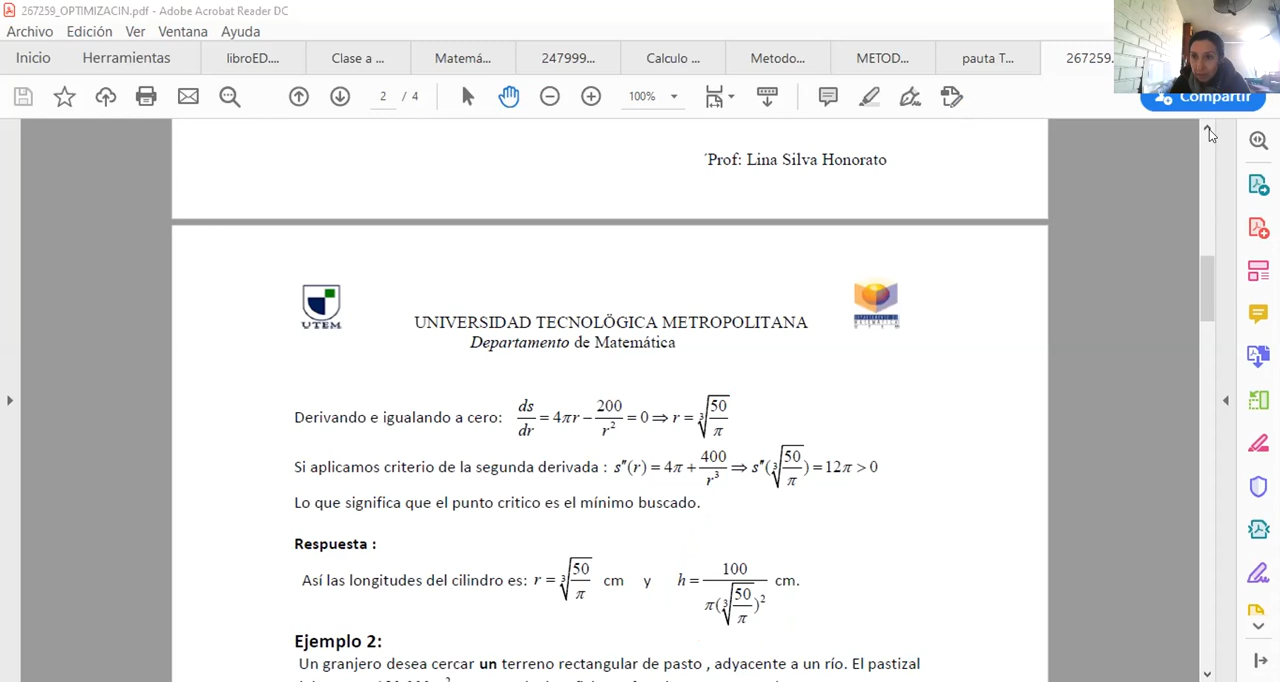 267259_OPTIMIZACIN.pdf - Adobe Acrobat Reader DC
Archivo Edición Ver Ventana Ayuda
Inicio Herramientas libroED.... Clase a ... Matemá... 247999... Calculo ... Metodo... METOD... pauta T... 267259.
2 / 4 100% Compartir
Prof: Lina Silva Honorato
UTEM
UNIVERSIDAD TECNOLÖGICA METROPOLITANA
Departamento de Matemática
Derivando e igualando a cero: ds/dr = 4πr − 200/r² = 0 ⇒ r = ∛(50/π)
Si aplicamos criterio de la segunda derivada : s''(r) = 4π + 400/r³ ⇒ s''(∛(50/π)) = 12π > 0
Lo que significa que el punto critico es el mínimo buscado.
Respuesta :
Así las longitudes del cilindro es: r = ∛(50/π) cm y h = 100/(π(∛(50/π))²) cm.
Ejemplo 2:
Un granjero desea cercar un terreno rectangular de pasto , adyacente a un río. El pastizal